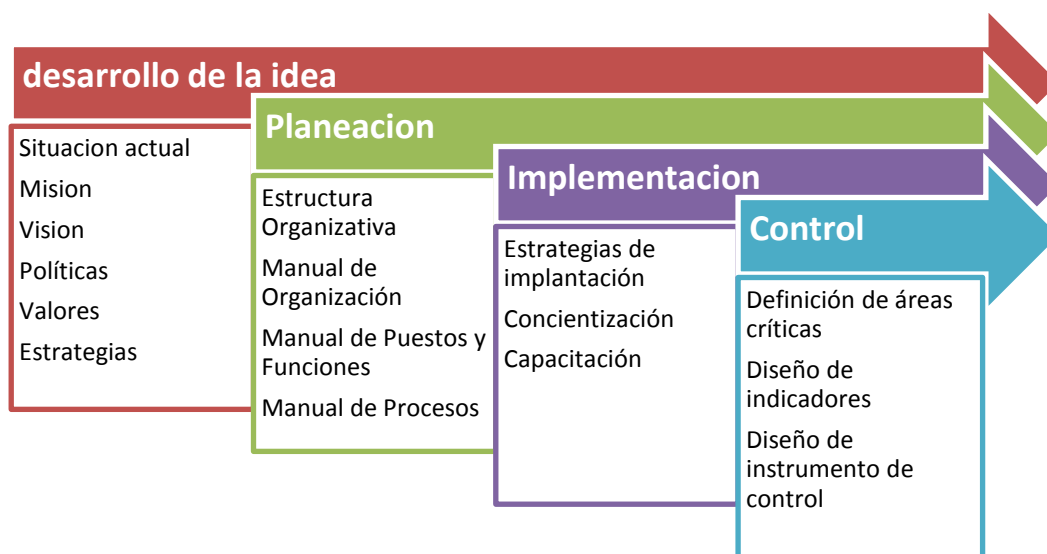 desarrollo de la idea
Situacion actual
Mision
Vision
Políticas
Valores
Estrategias
Planeacion
Estructura
Organizativa
Manual de
Organización
Manual de Puestos y
Funciones
Manual de Procesos
Implementacion
Estrategias de
implantación
Concientización
Capacitación
Control
Definición de áreas
críticas
Diseño de
indicadores
Diseño de
instrumento de
control